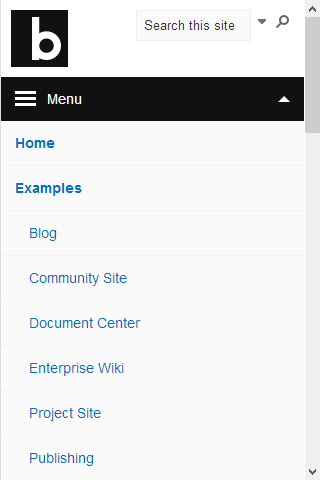 b
Search this site
Menu
Home
Examples
Blog
Community Site
Document Center
Enterprise Wiki
Project Site
Publishing